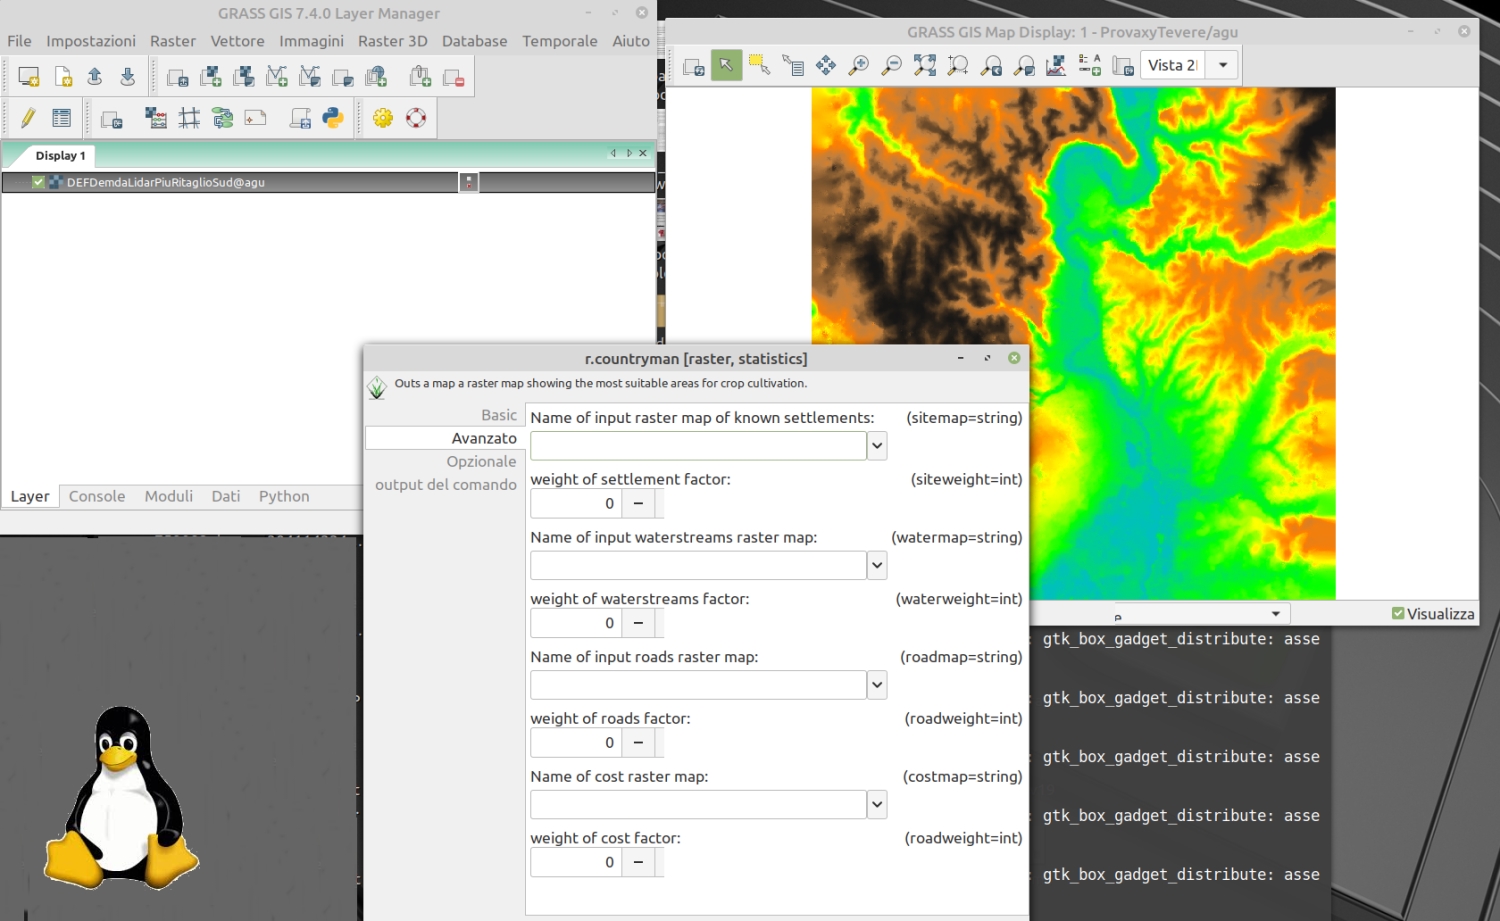 GRASS GIS 7.4.0 Layer Manager
File Impostazioni Raster Vettore Immagini Raster 3D Database Temporale Aiuto
Display 1
DEFDemdaLidarPiuRitaglioSud@agu
Layer Console Moduli Dati Python
GRASS GIS Map Display: 1 - ProvaxyTevere/agu
Vista 2
Visualizza
r.countryman [raster, statistics]
Outs a map a raster map showing the most suitable areas for crop cultivation.
Basic
Avanzato
Opzionale
output del comando
Name of input raster map of known settlements: (sitemap=string)
weight of settlement factor: (siteweight=int)
0 −
Name of input waterstreams raster map: (watermap=string)
weight of waterstreams factor: (waterweight=int)
0 −
Name of input roads raster map: (roadmap=string)
weight of roads factor: (roadweight=int)
0 −
Name of cost raster map: (costmap=string)
weight of cost factor: (roadweight=int)
0 −
gtk_box_gadget_distribute: asse
gtk_box_gadget_distribute: asse
gtk_box_gadget_distribute: asse
gtk_box_gadget_distribute: asse
gtk_box_gadget_distribute: asse